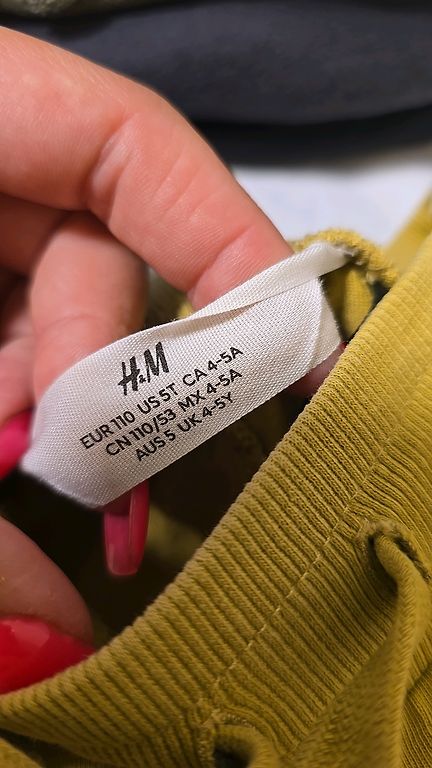 H&M
EUR 110 US 5T CA 4-5A
CN 110/53 MX 4-5A
AUS 5 UK 4-5Y